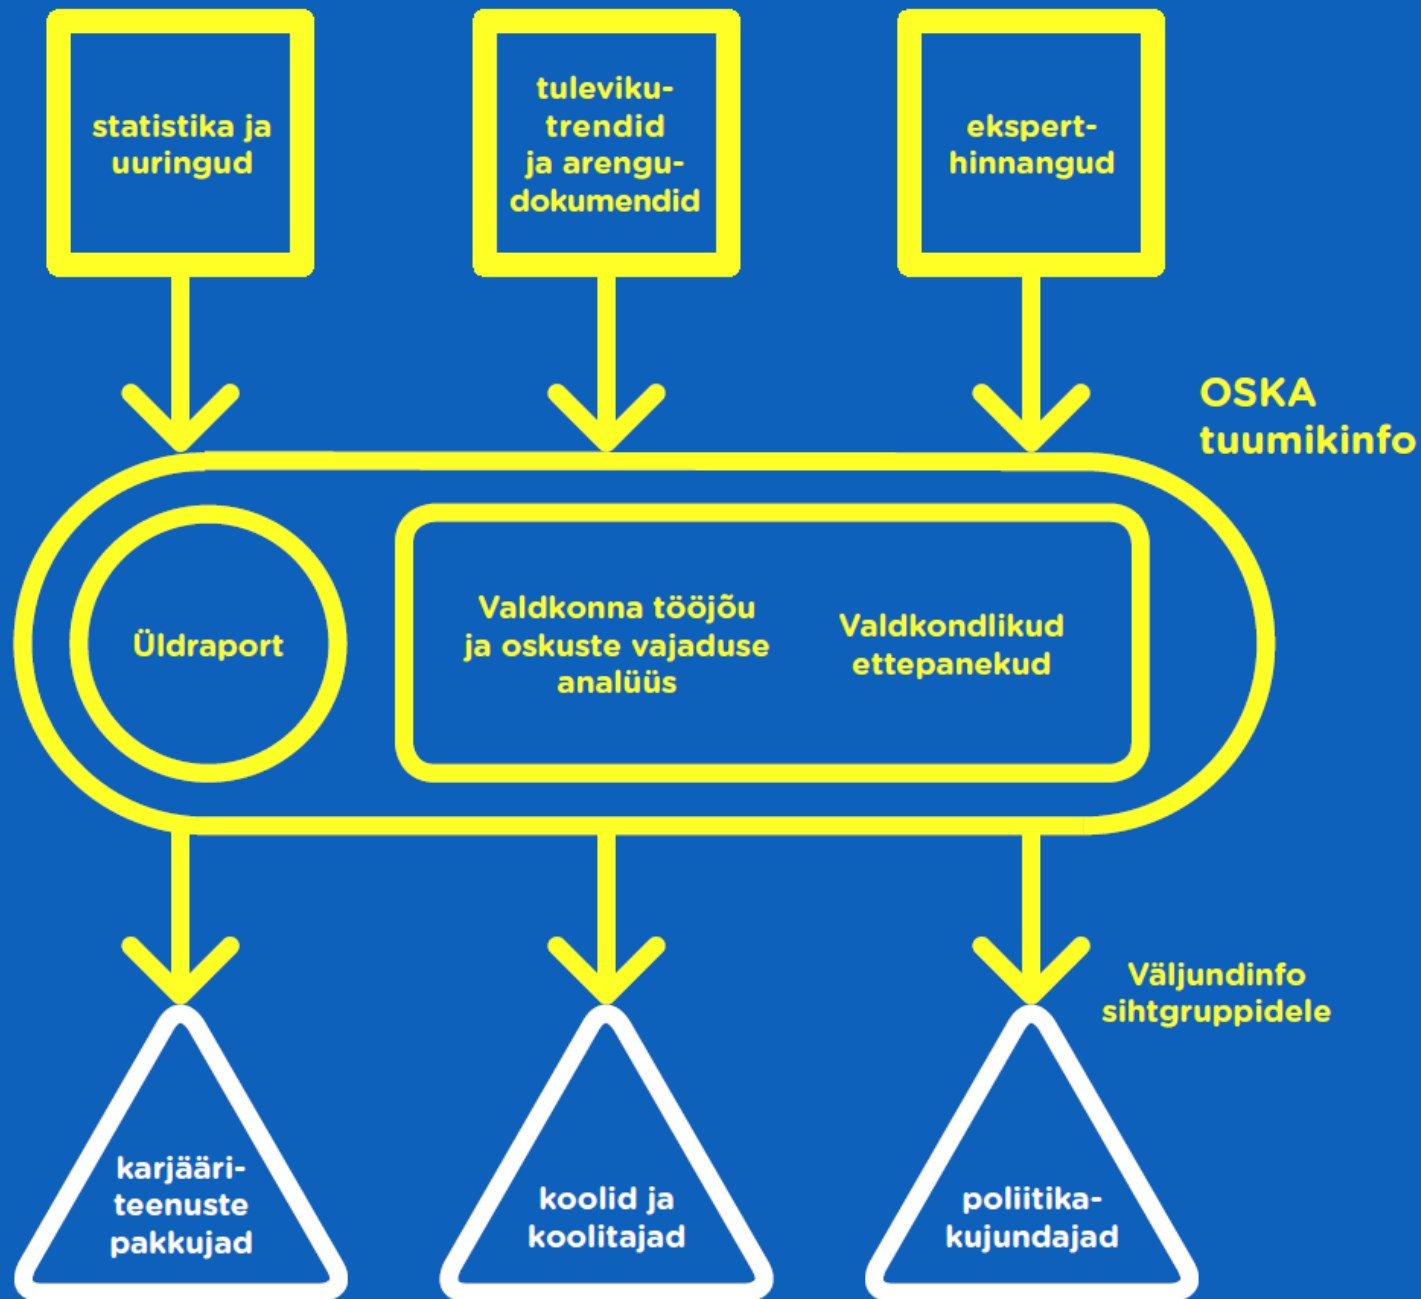 statistika ja
uuringud
tuleviku-
trendid
ja arengu-
dokumendid
ekspert-
hinnangud
OSKA
tuumikinfo
Üldraport
Valdkonna tööjõu
ja oskuste vajaduse
analüüs
Valdkondlikud
ettepanekud
Väljundinfo
sihtgruppidele
karjääri-
teenuste
pakkujad
koolid ja
koolitajad
poliitika-
kujundajad